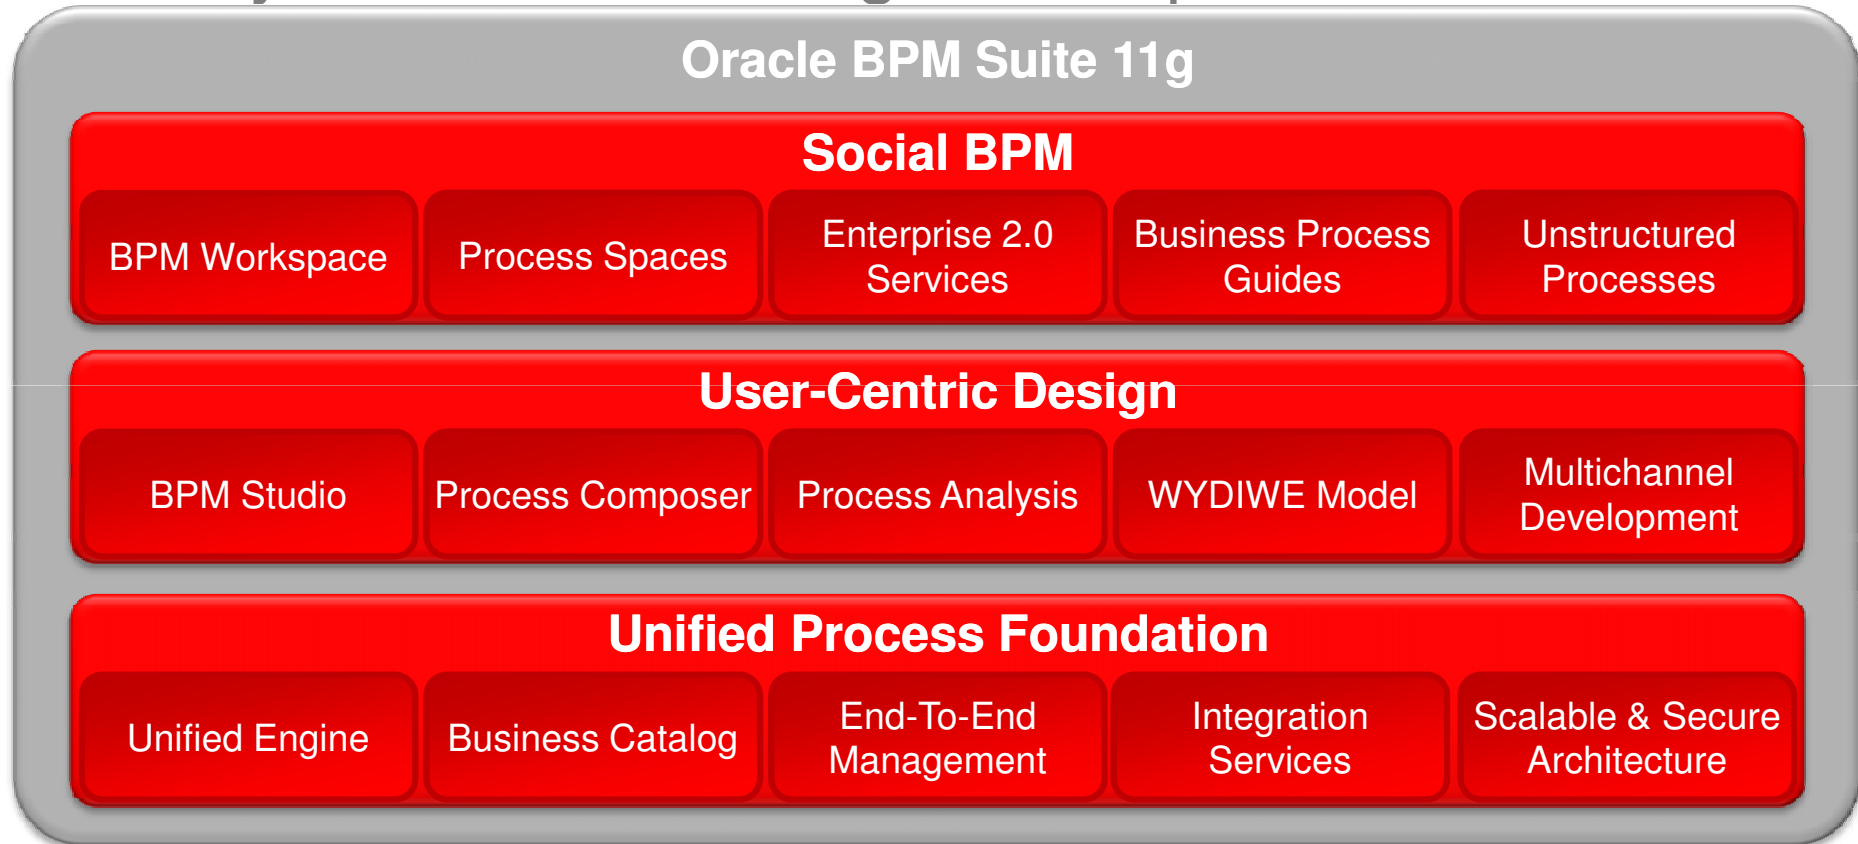 Oracle BPM Suite 11g
Social BPM
BPM Workspace
Process Spaces
Enterprise 2.0
Services
Business Process
Guides
Unstructured
Processes
User-Centric Design
BPM Studio
Process Composer
Process Analysis
WYDIWE Model
Multichannel
Development
Unified Process Foundation
Unified Engine
Business Catalog
End-To-End
Management
Integration
Services
Scalable & Secure
Architecture